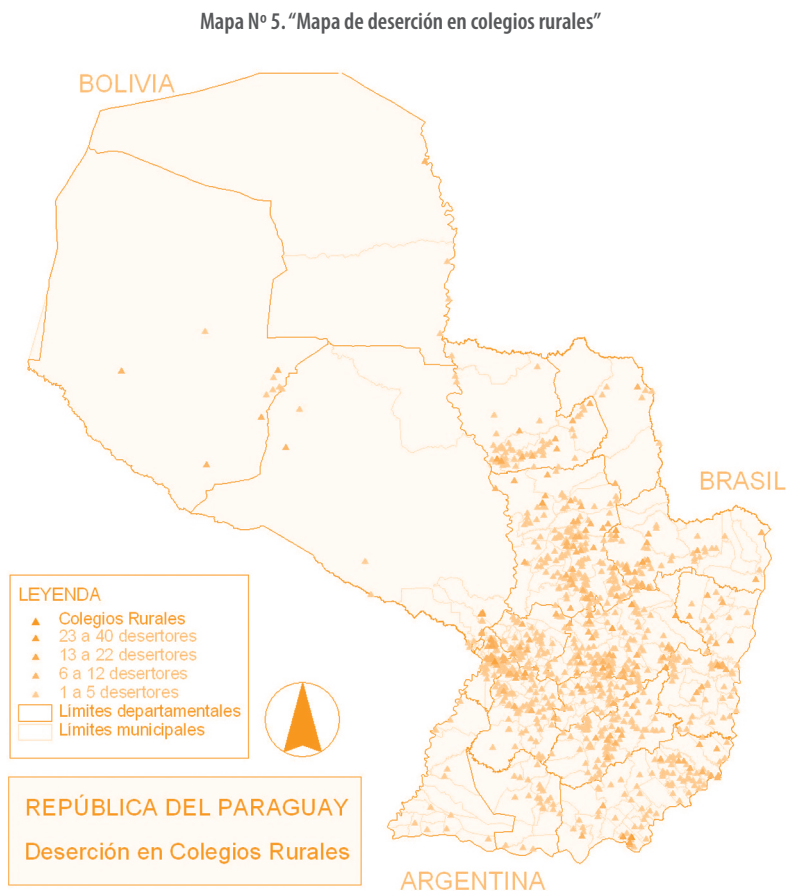 Mapa Nº 5. “Mapa de deserción en colegios rurales”
BOLIVIA
BRASIL
LEYENDA
Colegios Rurales
23 a 40 desertores
13 a 22 desertores
6 a 12 desertores
1 a 5 desertores
Limites departamentales
Limites municipales
REPÚBLICA DEL PARAGUAY
Deserción en Colegios Rurales
ARGENTINA